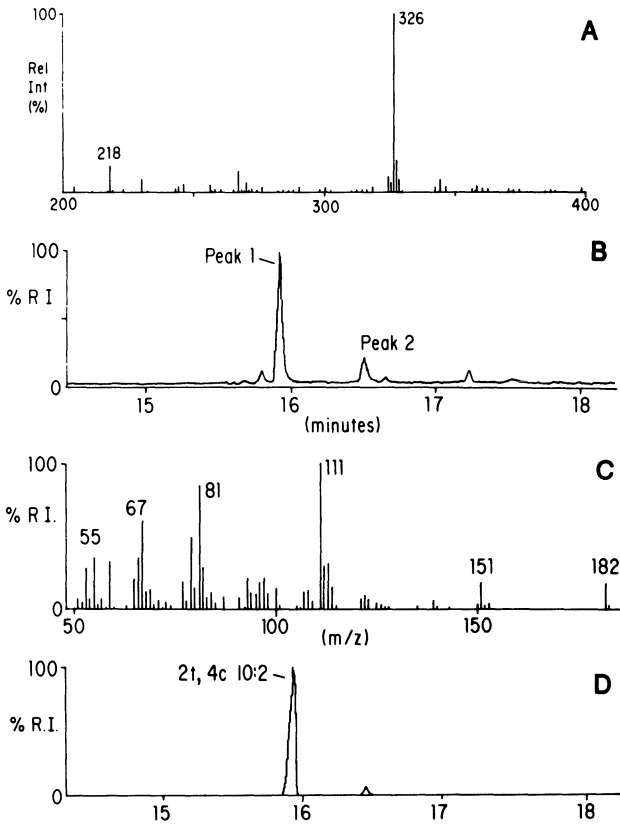 100
326
A
Rel
Int
(%)
218
200
300
400
100
Peak 1
B
% R I
Peak 2
0
15
16
17
18
(minutes)
100
111
C
81
67
% R.I.
55
151
182
0
50
100
150
(m/z)
100
2t, 4c 10:2
D
% R.I.
0
15
16
17
18